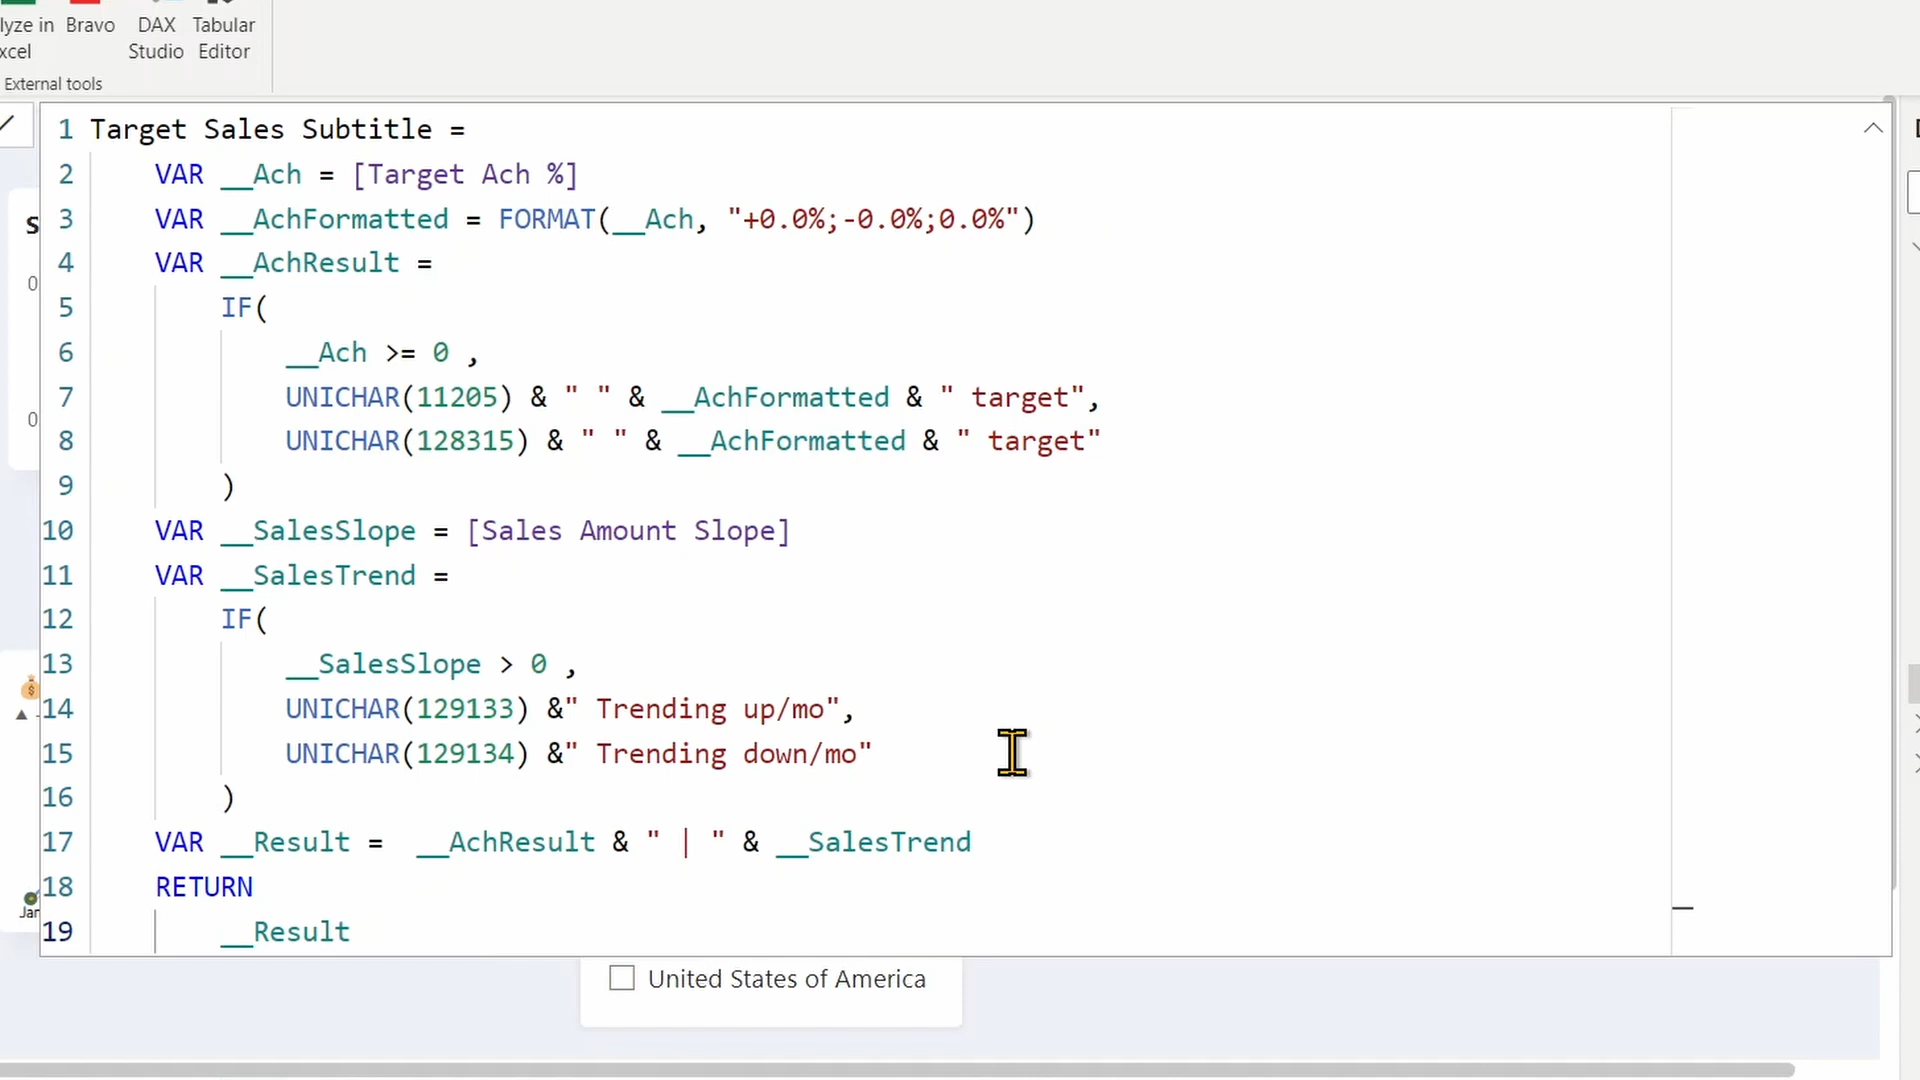 lyze in
xcel
Bravo
DAX
Studio
Tabular
Editor
External tools
1 Target Sales Subtitle =
2 VAR __Ach = [Target Ach %]
3 VAR __AchFormatted = FORMAT(__Ach, "+0.0%;-0.0%;0.0%")
4 VAR __AchResult =
5 IF(
6 __Ach >= 0 ,
7 UNICHAR(11205) & " " & __AchFormatted & " target",
8 UNICHAR(128315) & " " & __AchFormatted & " target"
9 )
10 VAR __SalesSlope = [Sales Amount Slope]
11 VAR __SalesTrend =
12 IF(
13 __SalesSlope > 0 ,
14 UNICHAR(129133) &" Trending up/mo",
15 UNICHAR(129134) &" Trending down/mo"
16 )
17 VAR __Result =  __AchResult & " | " & __SalesTrend
18 RETURN
19 __Result
S
0
0
Jar
United States of America